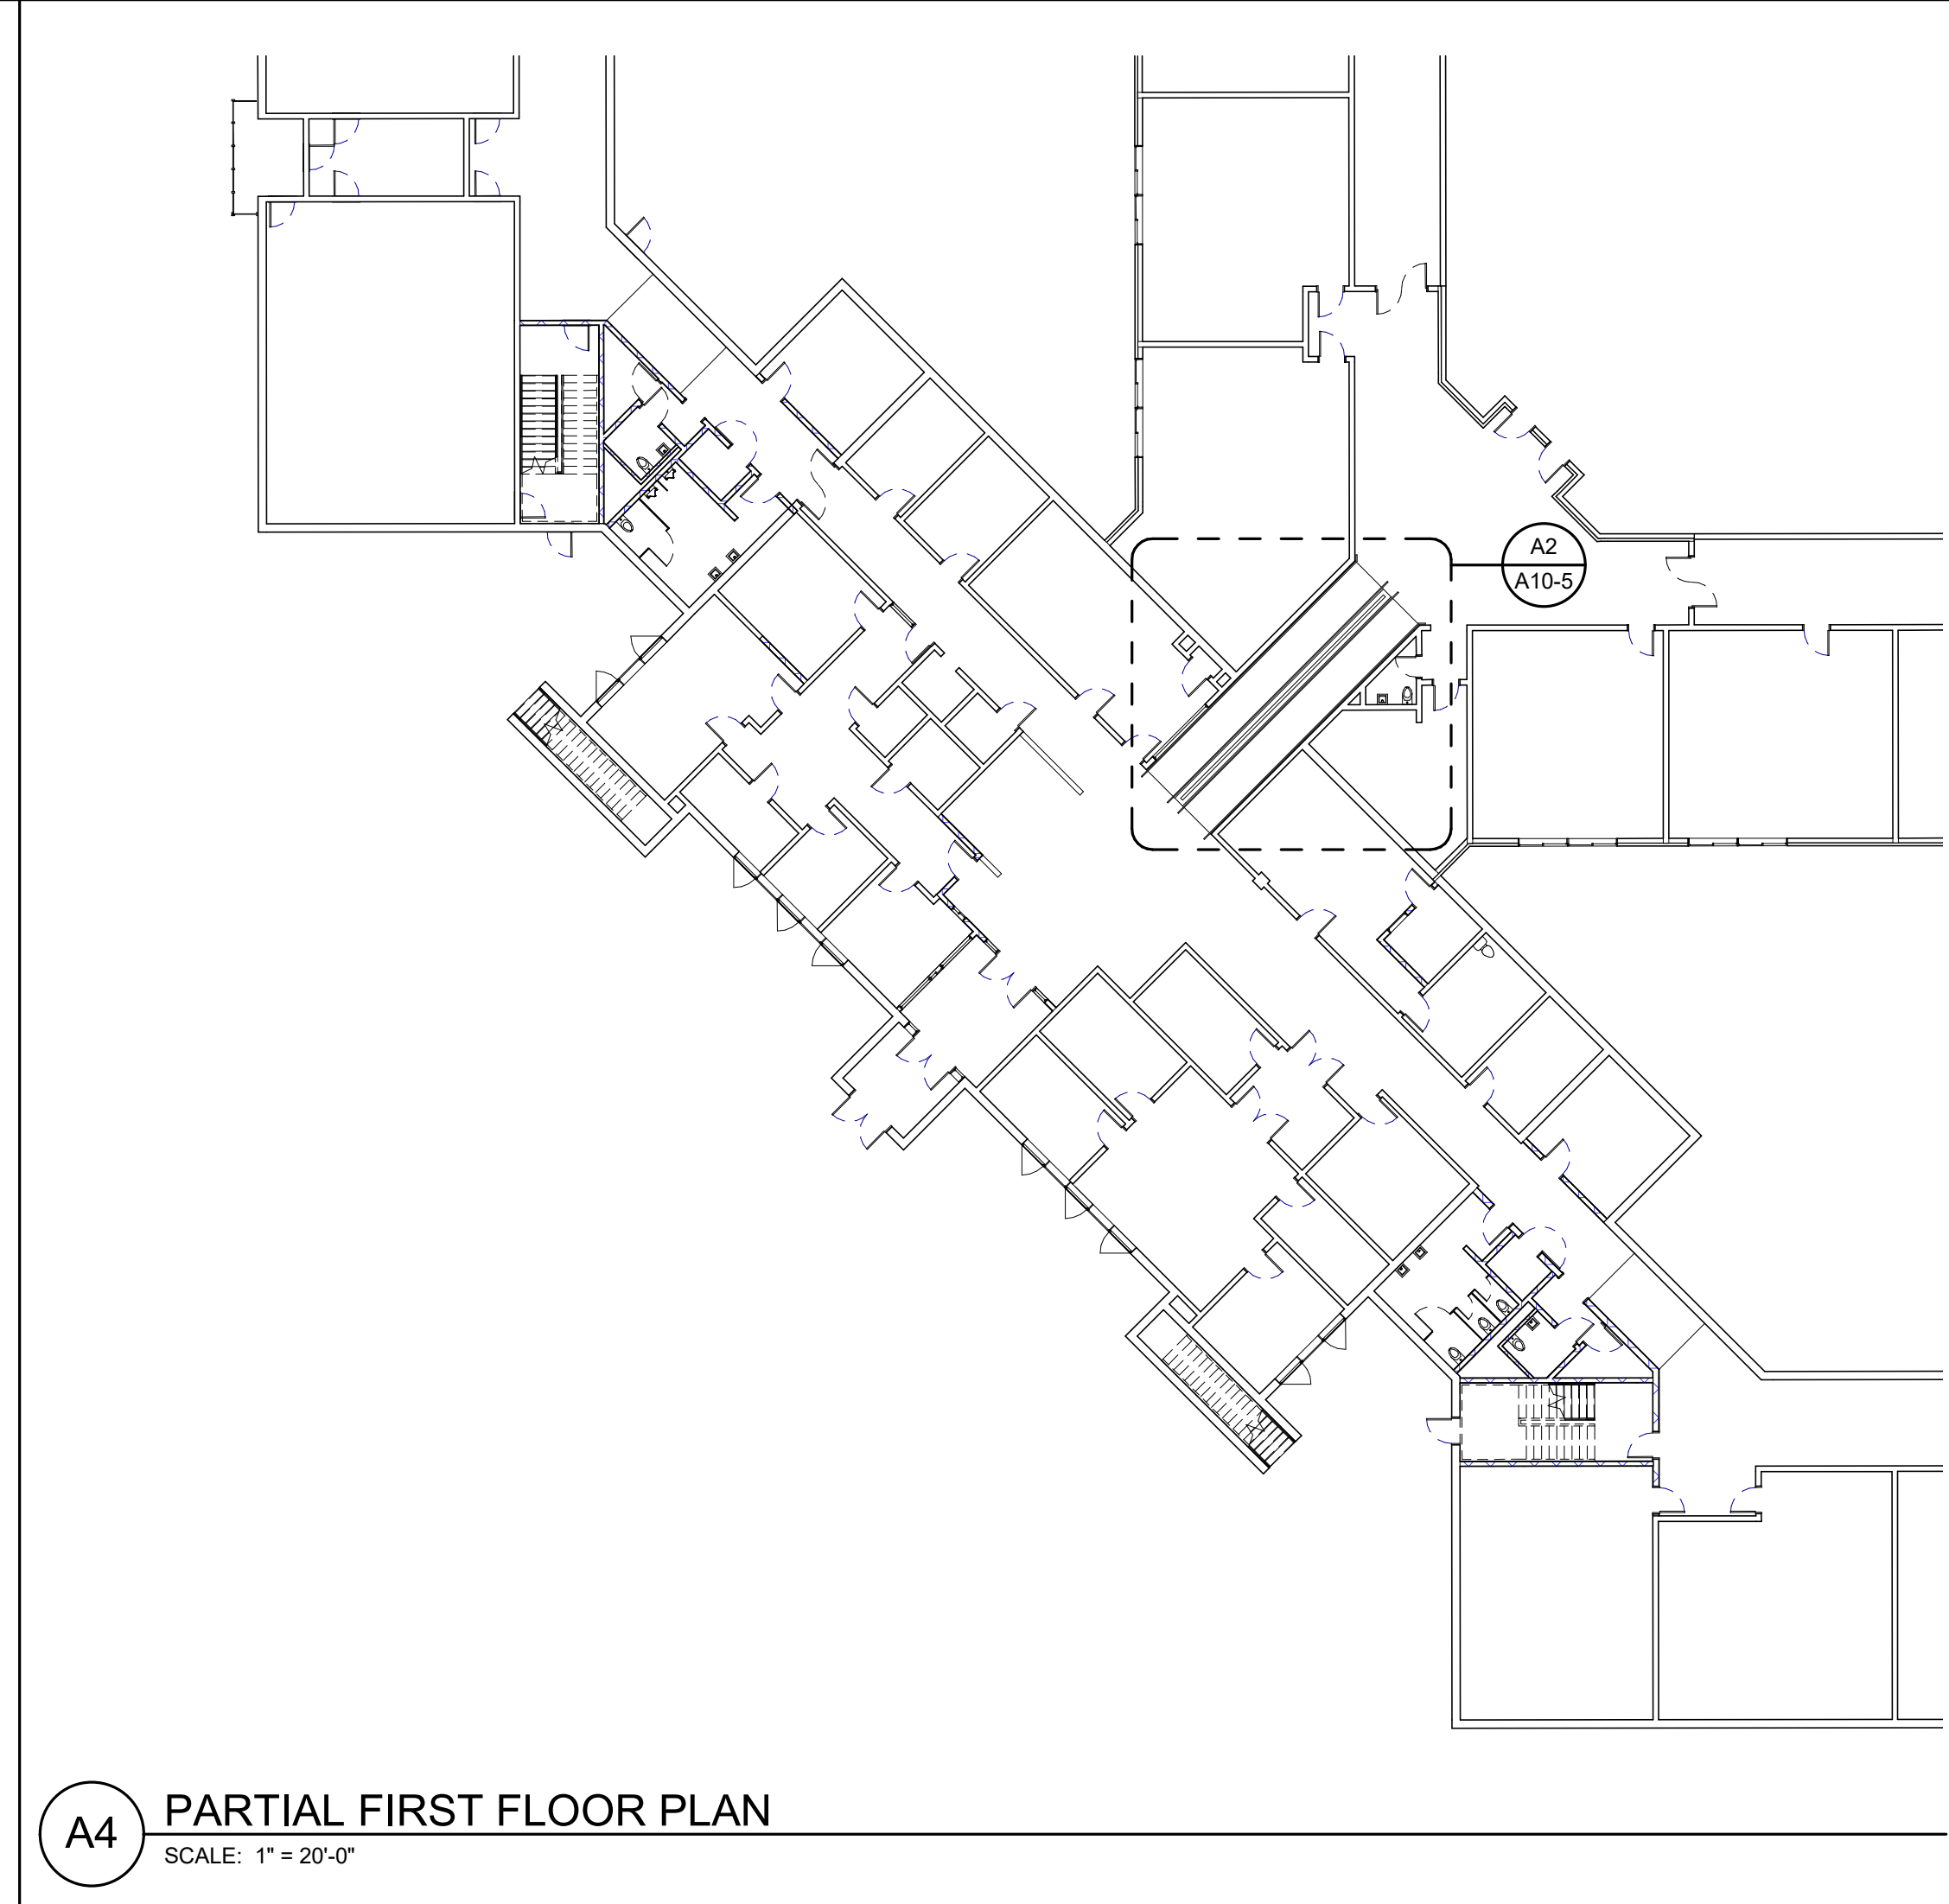 A2
A10-5
A4
PARTIAL FIRST FLOOR PLAN
SCALE: 1" = 20'-0"